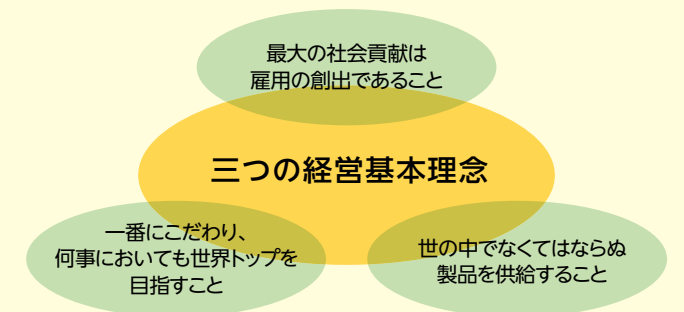 最大の社会貢献は
雇用の創出であること
三つの経営基本理念
一番にこだわり、
何事においても世界トップを
目指すこと
世の中でなくてはならぬ
製品を供給すること